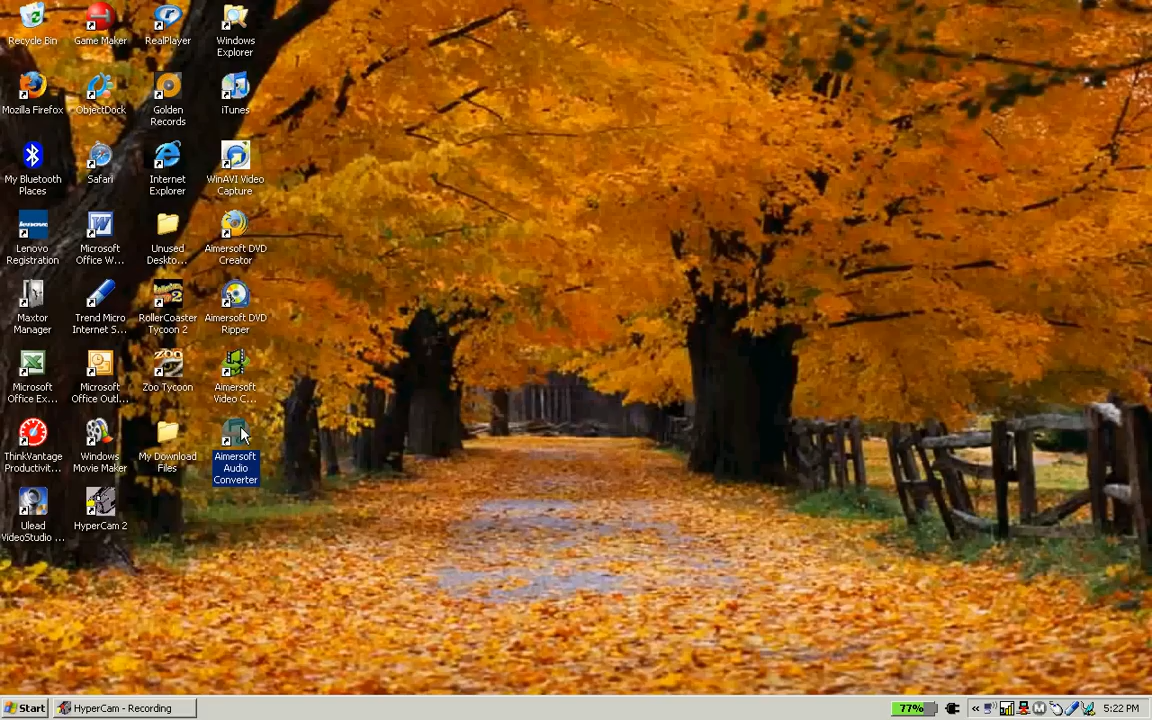 Recycle Bin
Game Maker
RealPlayer
Windows
Explorer
Mozilla Firefox
ObjectDock
Golden
Records
iTunes
My Bluetooth
Places
Safari
Internet
Explorer
WinAVI Video
Capture
Lenovo
Registration
Microsoft
Office W...
Unused
Deskto...
Aimersoft DVD
Creator
Maxtor
Manager
Trend Micro
Internet S...
RollerCoaster
Tycoon 2
Aimersoft DVD
Ripper
Microsoft
Office Ex...
Microsoft
Office Outl...
Zoo Tycoon
Aimersoft
Video C...
ThinkVantage
Productivit...
Windows
Movie Maker
My Download
Files
Aimersoft
Audio
Converter
Ulead
VideoStudio ...
HyperCam 2
Start
HyperCam - Recording
77%
5:22 PM